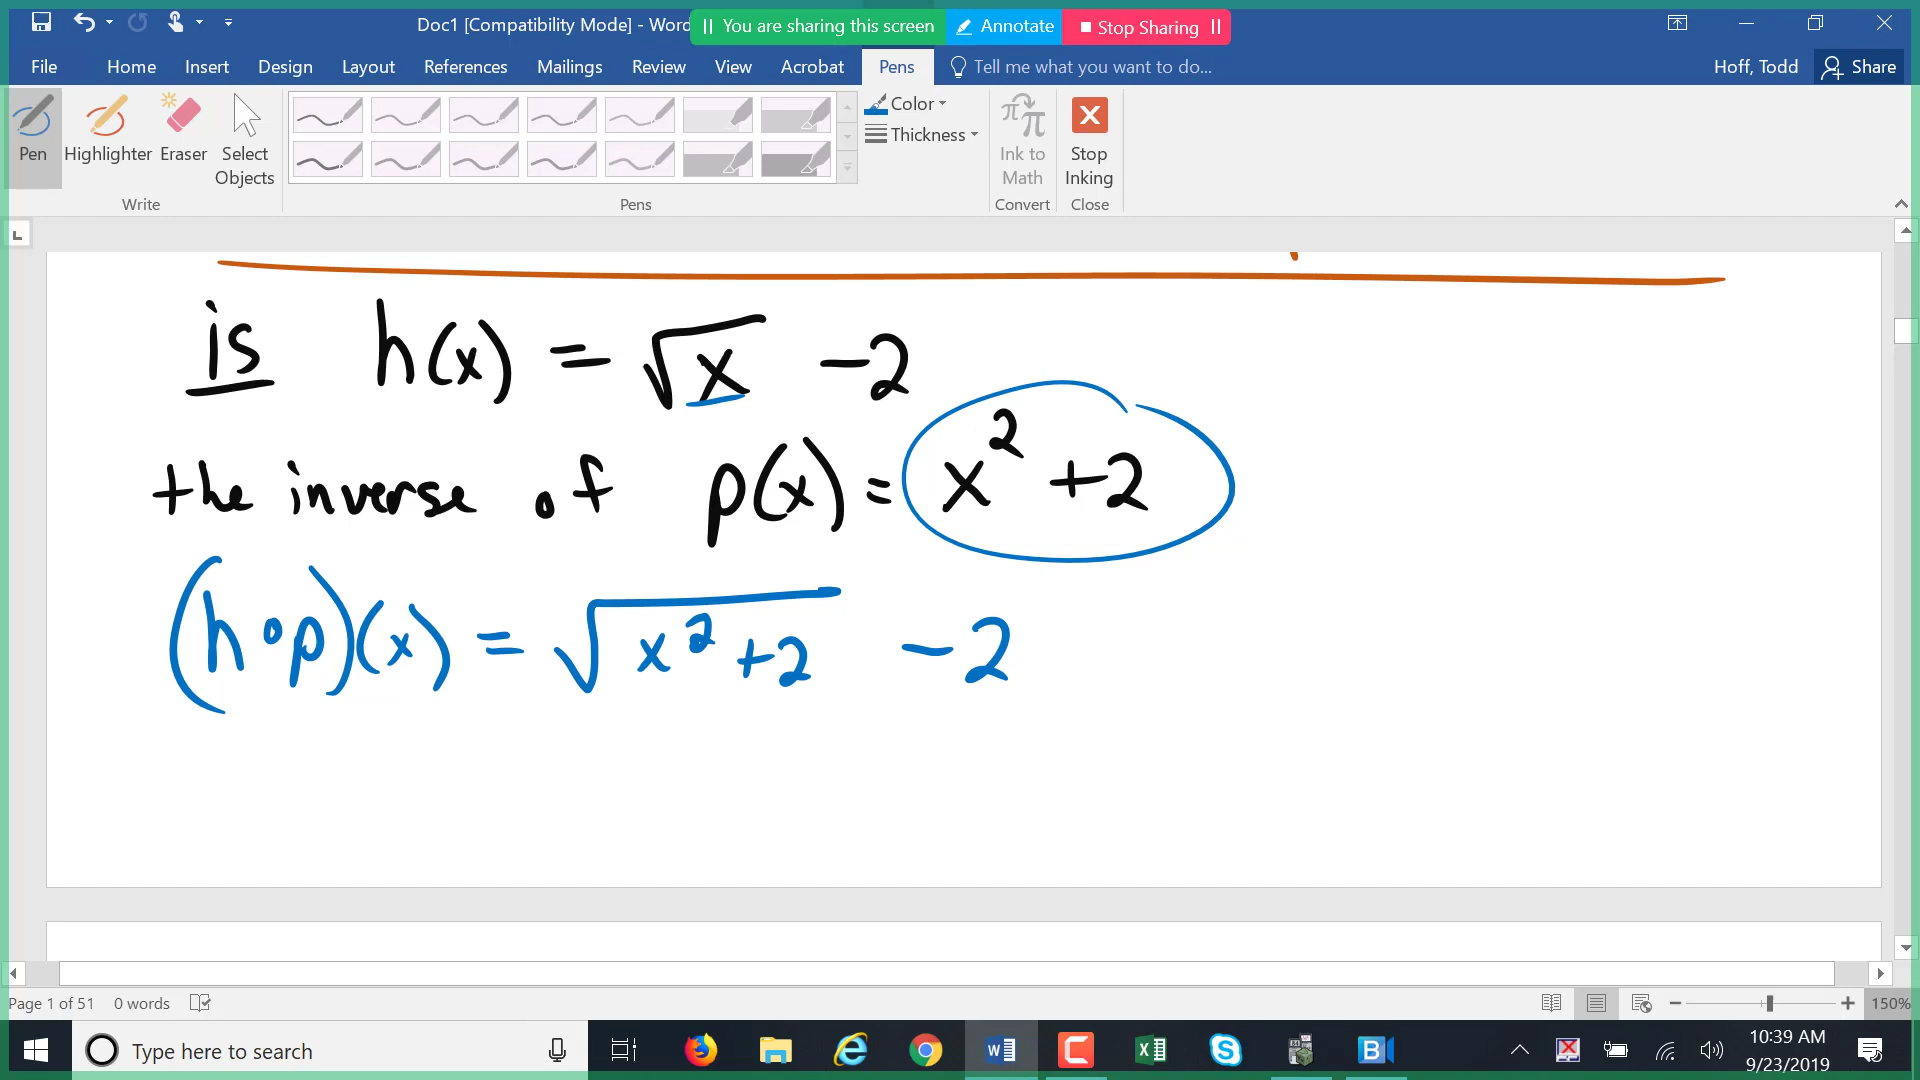 Doc1 [Compatibility Mode] - Word
You are sharing this screen
Annotate
Stop Sharing
File Home Insert Design Layout References Mailings Review View Acrobat Pens Tell me what you want to do... Hoff, Todd Share
Pen Highlighter Eraser Select Objects
Color
Thickness
Ink to Math
Stop Inking
Write Pens Convert Close
is h(x) = √x -2
the inverse of p(x) = x² +2
(h∘p)(x) = √(x² +2) -2
Page 1 of 51 0 words 150%
Type here to search
10:39 AM
9/23/2019